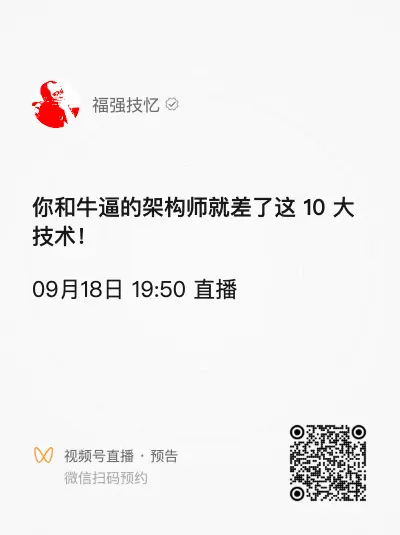 福强技忆
你和牛逼的架构师就差了这 10 大
技术！
09月18日 19:50 直播
视频号直播 · 预告
微信扫码预约